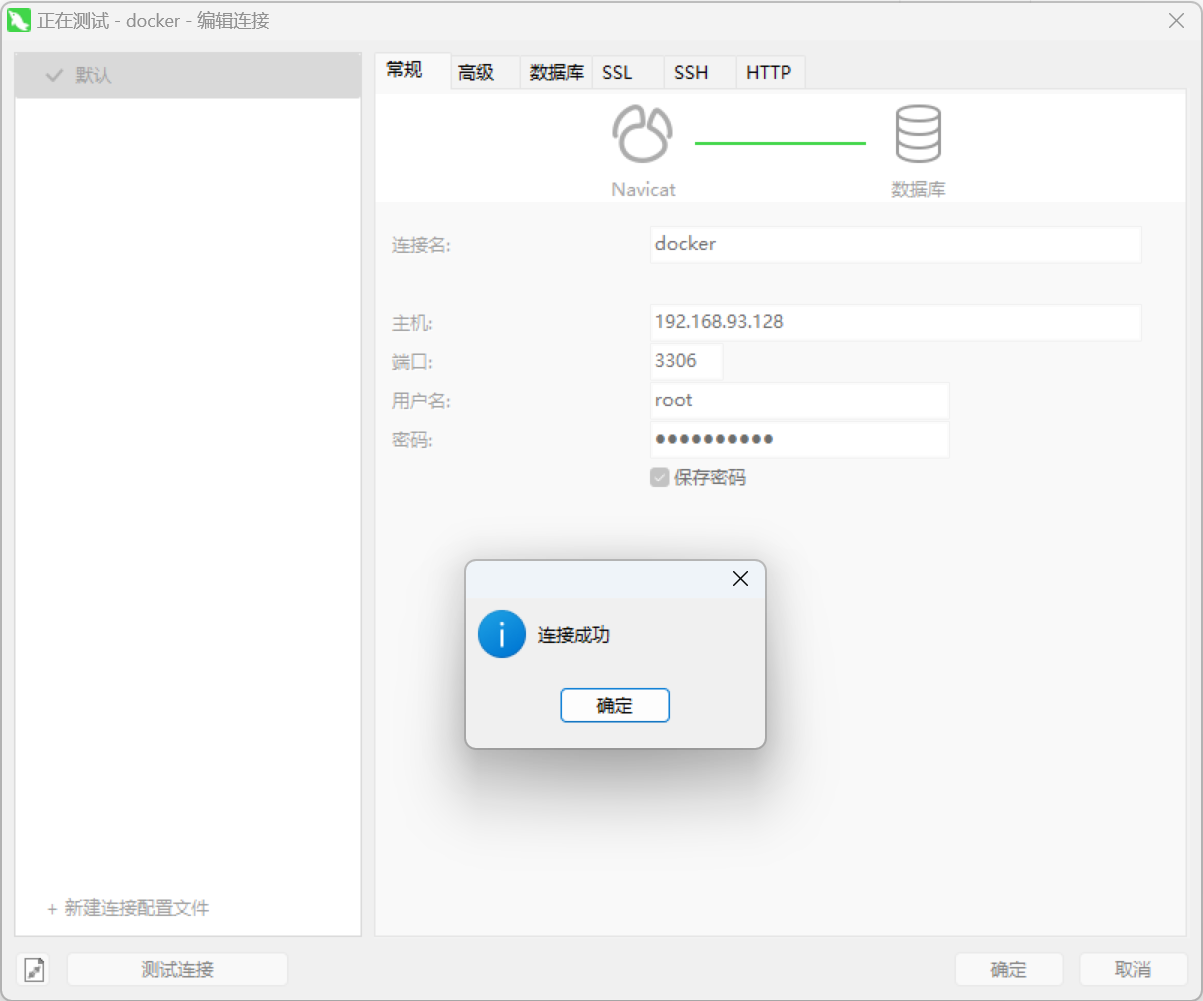 正在测试 - docker - 编辑连接
默认
常规
高级
数据库
SSL
SSH
HTTP
Navicat
数据库
连接名:
docker
主机:
192.168.93.128
端口:
3306
用户名:
root
密码:
●●●●●●●●●●
保存密码
连接成功
确定
+ 新建连接配置文件
测试连接
确定
取消